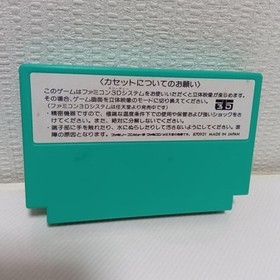 〈カセットについてのお願い〉
このゲームはファミコン3Dシステムをお使いいただくと立体映像が楽しめます。
その場合、ゲーム画面を立体映像のモードに切り換えてください。
(ファミコン3Dシステムは任天堂より発売中です)
3D
・精密機器ですので、極端な温度条件下での使用や保管および強いショックをさ
けてください。また、絶対に分解しないでください。
・端子部に手を触れたり、水にぬらしたりして、汚さないようにしてください。故
障の原因となります。
MADE IN JAPAN